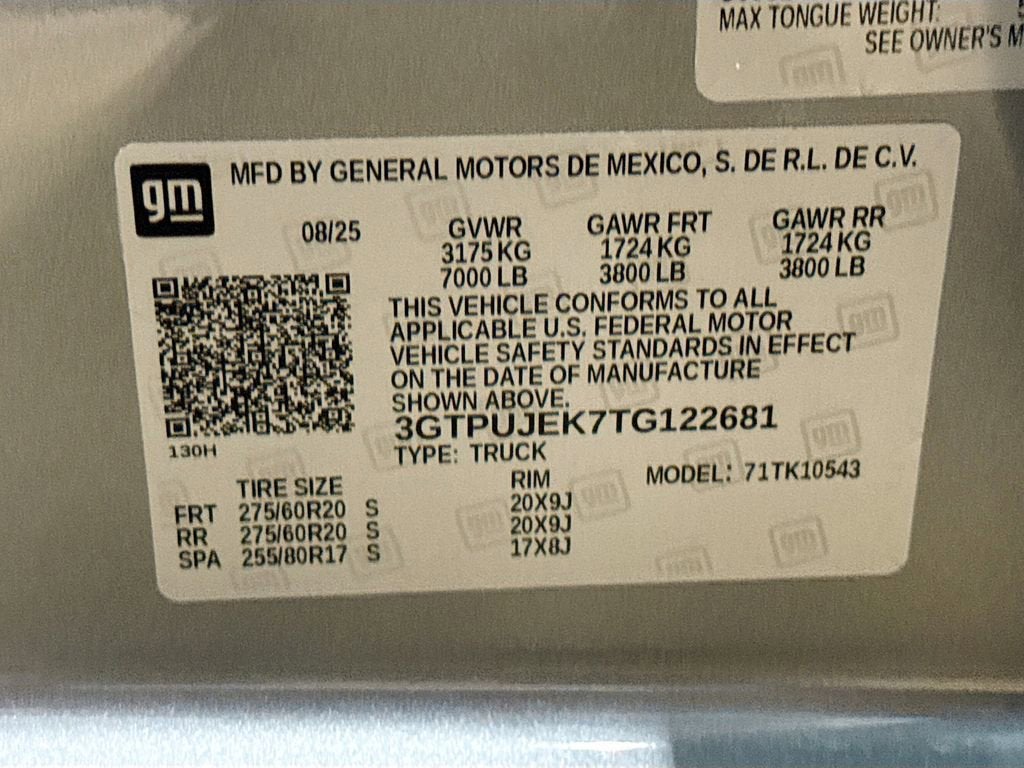 MAX TONGUE WEIGHT:
SEE OWNER'S M
gm
MFD BY GENERAL MOTORS DE MEXICO, S. DE R.L. DE C.V.
08/25 GVWR GAWR FRT GAWR RR
3175 KG 1724 KG 1724 KG
7000 LB 3800 LB 3800 LB
THIS VEHICLE CONFORMS TO ALL
APPLICABLE U.S. FEDERAL MOTOR
VEHICLE SAFETY STANDARDS IN EFFECT
ON THE DATE OF MANUFACTURE
SHOWN ABOVE.
3GTPUJEK7TG122681
130H
TYPE: TRUCK
MODEL: 71TK10543
TIRE SIZE RIM
FRT 275/60R20 S 20X9J
RR 275/60R20 S 20X9J
SPA 255/80R17 S 17X8J